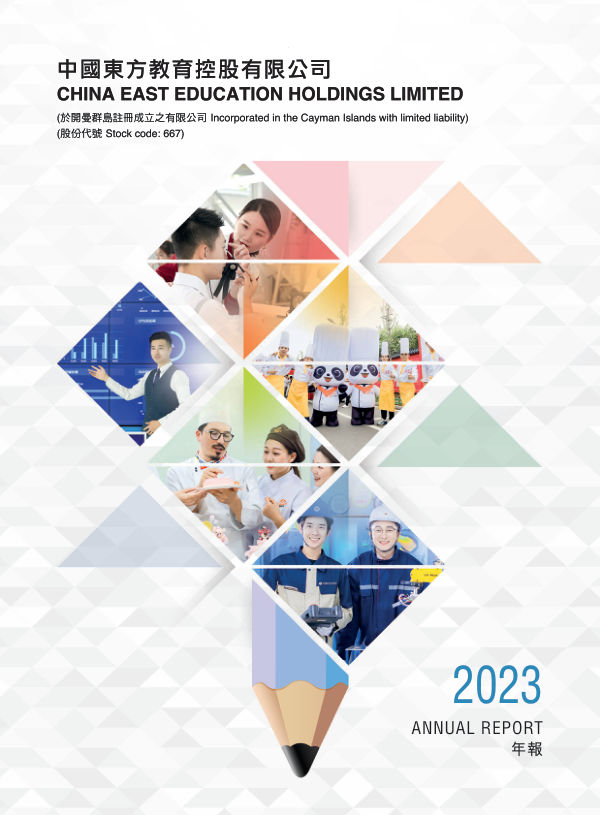 中國東方教育控股有限公司
CHINA EAST EDUCATION HOLDINGS LIMITED
(於開曼群島註冊成立之有限公司 Incorporated in the Cayman Islands with limited liability)
(股份代號 Stock code: 667)
2023
ANNUAL REPORT
年報